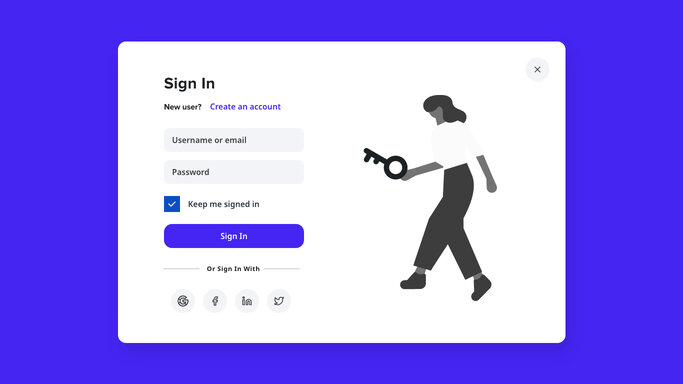 Sign In
New user? Create an account
Username or email
Password
Keep me signed in
Sign In
Or Sign In With